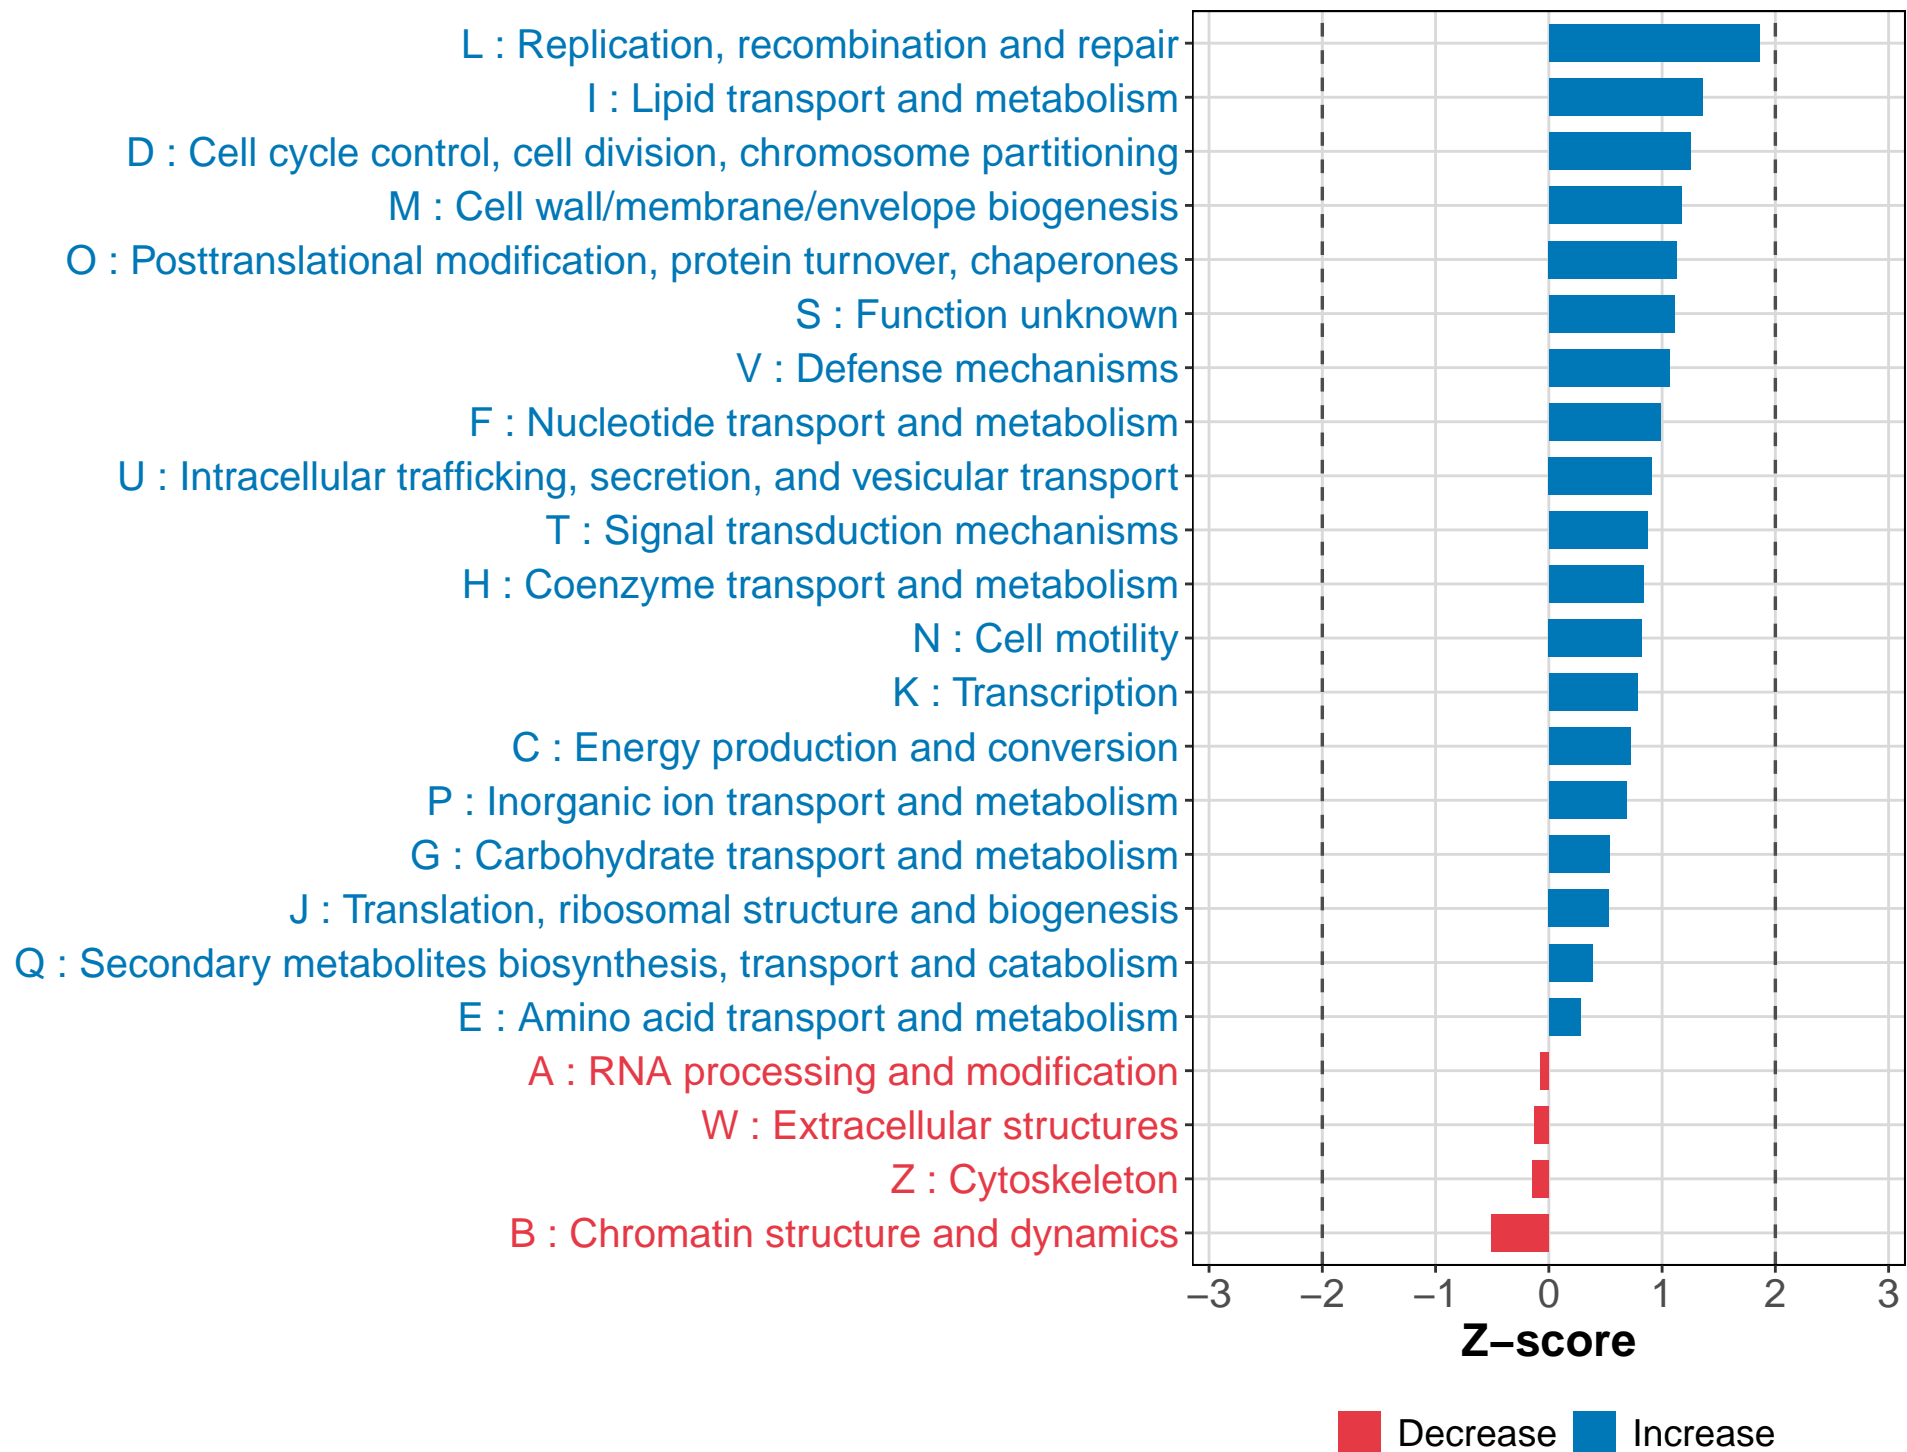 L : Replication, recombination and repair
I : Lipid transport and metabolism
D : Cell cycle control, cell division, chromosome partitioning
M : Cell wall/membrane/envelope biogenesis
O : Posttranslational modification, protein turnover, chaperones
S : Function unknown
V : Defense mechanisms
F : Nucleotide transport and metabolism
U : Intracellular trafficking, secretion, and vesicular transport
T : Signal transduction mechanisms
H : Coenzyme transport and metabolism
N : Cell motility
K : Transcription
C : Energy production and conversion
P : Inorganic ion transport and metabolism
G : Carbohydrate transport and metabolism
J : Translation, ribosomal structure and biogenesis
Q : Secondary metabolites biosynthesis, transport and catabolism
E : Amino acid transport and metabolism
A : RNA processing and modification
W : Extracellular structures
Z : Cytoskeleton
B : Chromatin structure and dynamics
−3 −2 −1 0 1 2 3
Z−score
Decrease Increase